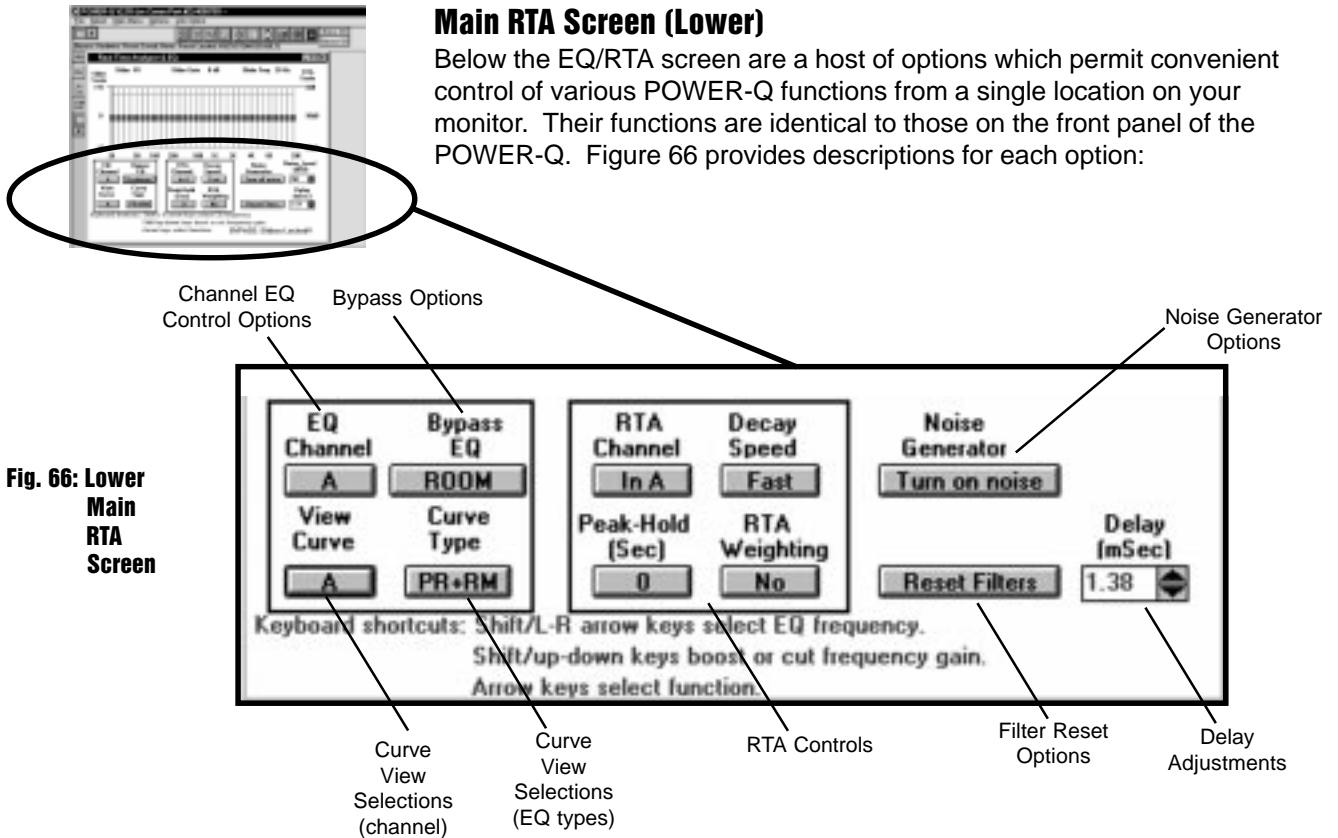 Main RTA Screen (Lower)
Below the EQ/RTA screen are a host of options which permit convenient
control of various POWER-Q functions from a single location on your
monitor. Their functions are identical to those on the front panel of the
POWER-Q. Figure 66 provides descriptions for each option:
Channel EQ
Control Options
Bypass Options
Noise Generator
Options
Fig. 66: Lower
Main
RTA
Screen
EQ
Channel
A
Bypass
EQ
ROOM
View
Curve
A
Curve
Type
PR+RM
RTA
Channel
In A
Decay
Speed
Fast
Peak-Hold
(Sec)
0
RTA
Weighting
No
Noise
Generator
Turn on noise
Reset Filters
Delay
(mSec)
1.38
Keyboard shortcuts: Shift/L-R arrow keys select EQ frequency.
Shift/up-down keys boost or cut frequency gain.
Arrow keys select function.
Curve
View
Selections
(channel)
Curve
View
Selections
(EQ types)
RTA Controls
Filter Reset
Options
Delay
Adjustments